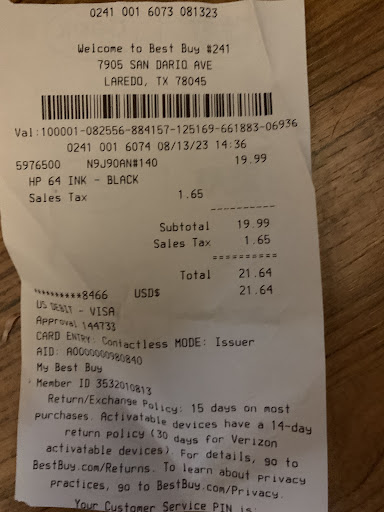 0241 001 6073 081323
Welcome to Best Buy #241
7905 SAN DARIO AVE
LAREDO, TX 78045
Val:100001-082556-884157-125169-661883-06936
0241 001 6074 08/13/23 14:36
5976500 N9J90AN#140 19.99
HP 64 INK - BLACK
Sales Tax 1.65
----------
Subtotal 19.99
Sales Tax 1.65
==========
Total 21.64
*********8466 USD$ 21.64
US DEBIT - VISA
Approval 144733
CARD ENTRY: Contactless MODE: Issuer
AID: A0000000980840
My Best Buy
Member ID 3532010813
Return/Exchange Policy: 15 days on most
purchases. Activatable devices have a 14-day
return policy (30 days for Verizon
activatable devices). For details, go to
BestBuy.com/Returns. To learn about privacy
practices, go to BestBuy.com/Privacy.
Your Customer Service PIN is: